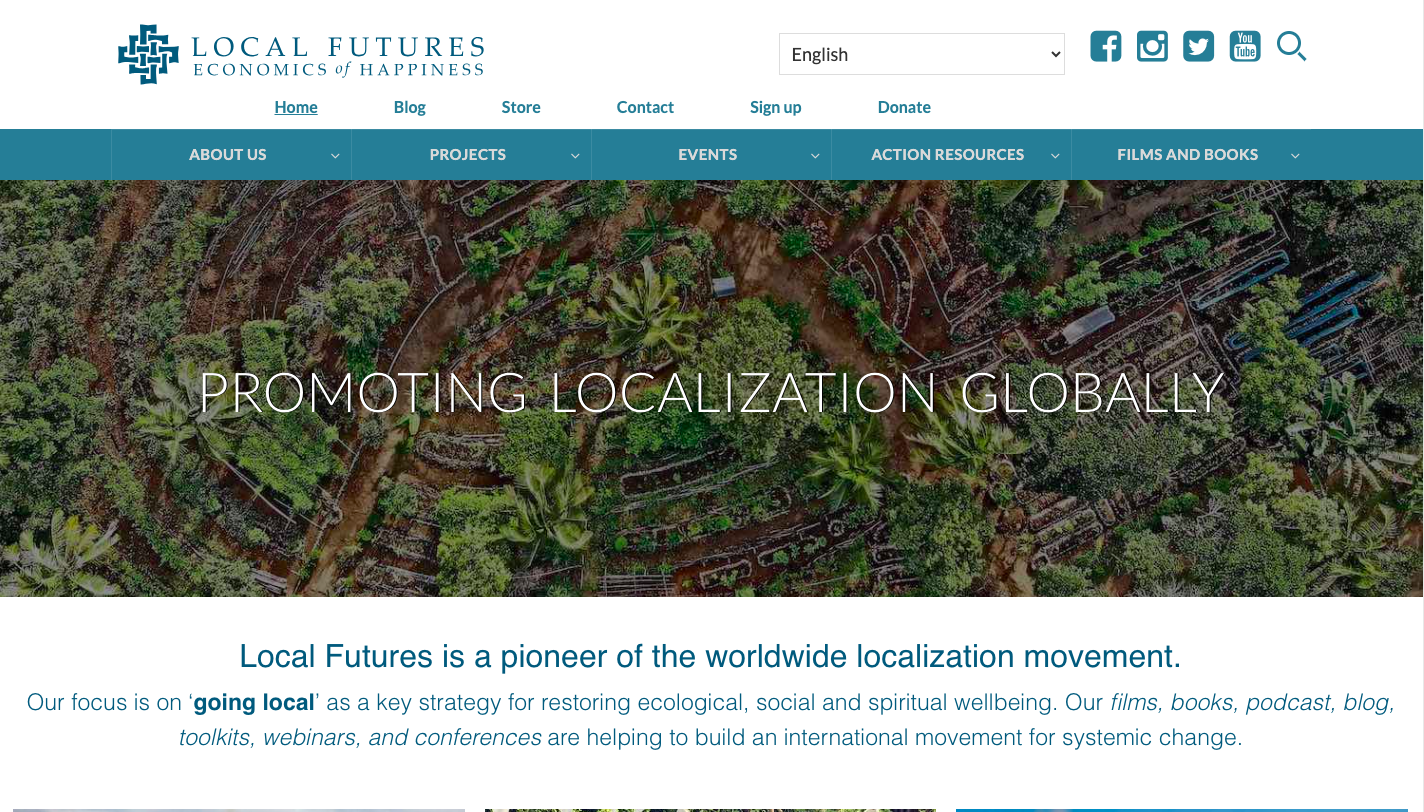 LOCAL FUTURES
ECONOMICS of HAPPINESS
English
You
Tube
Home Blog Store Contact Sign up Donate
ABOUT US PROJECTS EVENTS ACTION RESOURCES FILMS AND BOOKS
PROMOTING LOCALIZATION GLOBALLY
Local Futures is a pioneer of the worldwide localization movement.
Our focus is on ‘going local’ as a key strategy for restoring ecological, social and spiritual wellbeing. Our films, books, podcast, blog,
toolkits, webinars, and conferences are helping to build an international movement for systemic change.